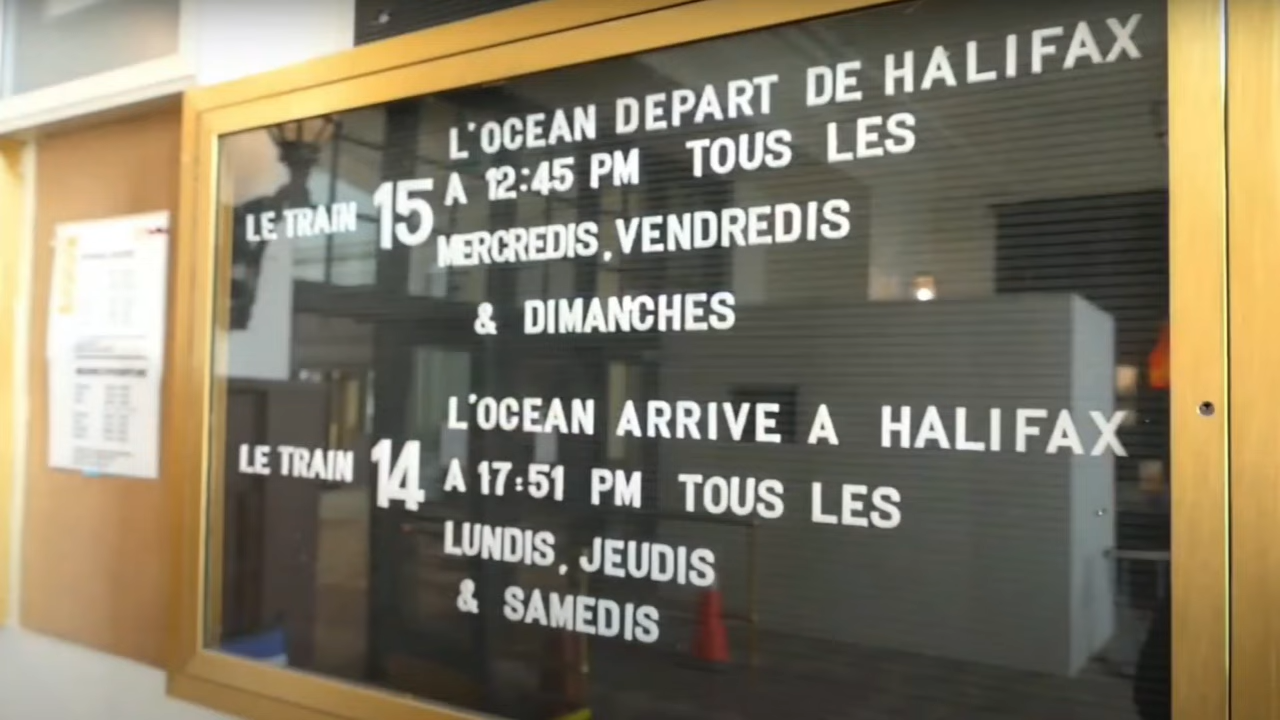 L'OCEAN DEPART DE HALIFAX
LE TRAIN 15 A 12:45 PM TOUS LES
MERCREDIS, VENDREDIS
& DIMANCHES
L'OCEAN ARRIVE A HALIFAX
LE TRAIN 14 A 17:51 PM TOUS LES
LUNDIS, JEUDIS
& SAMEDIS